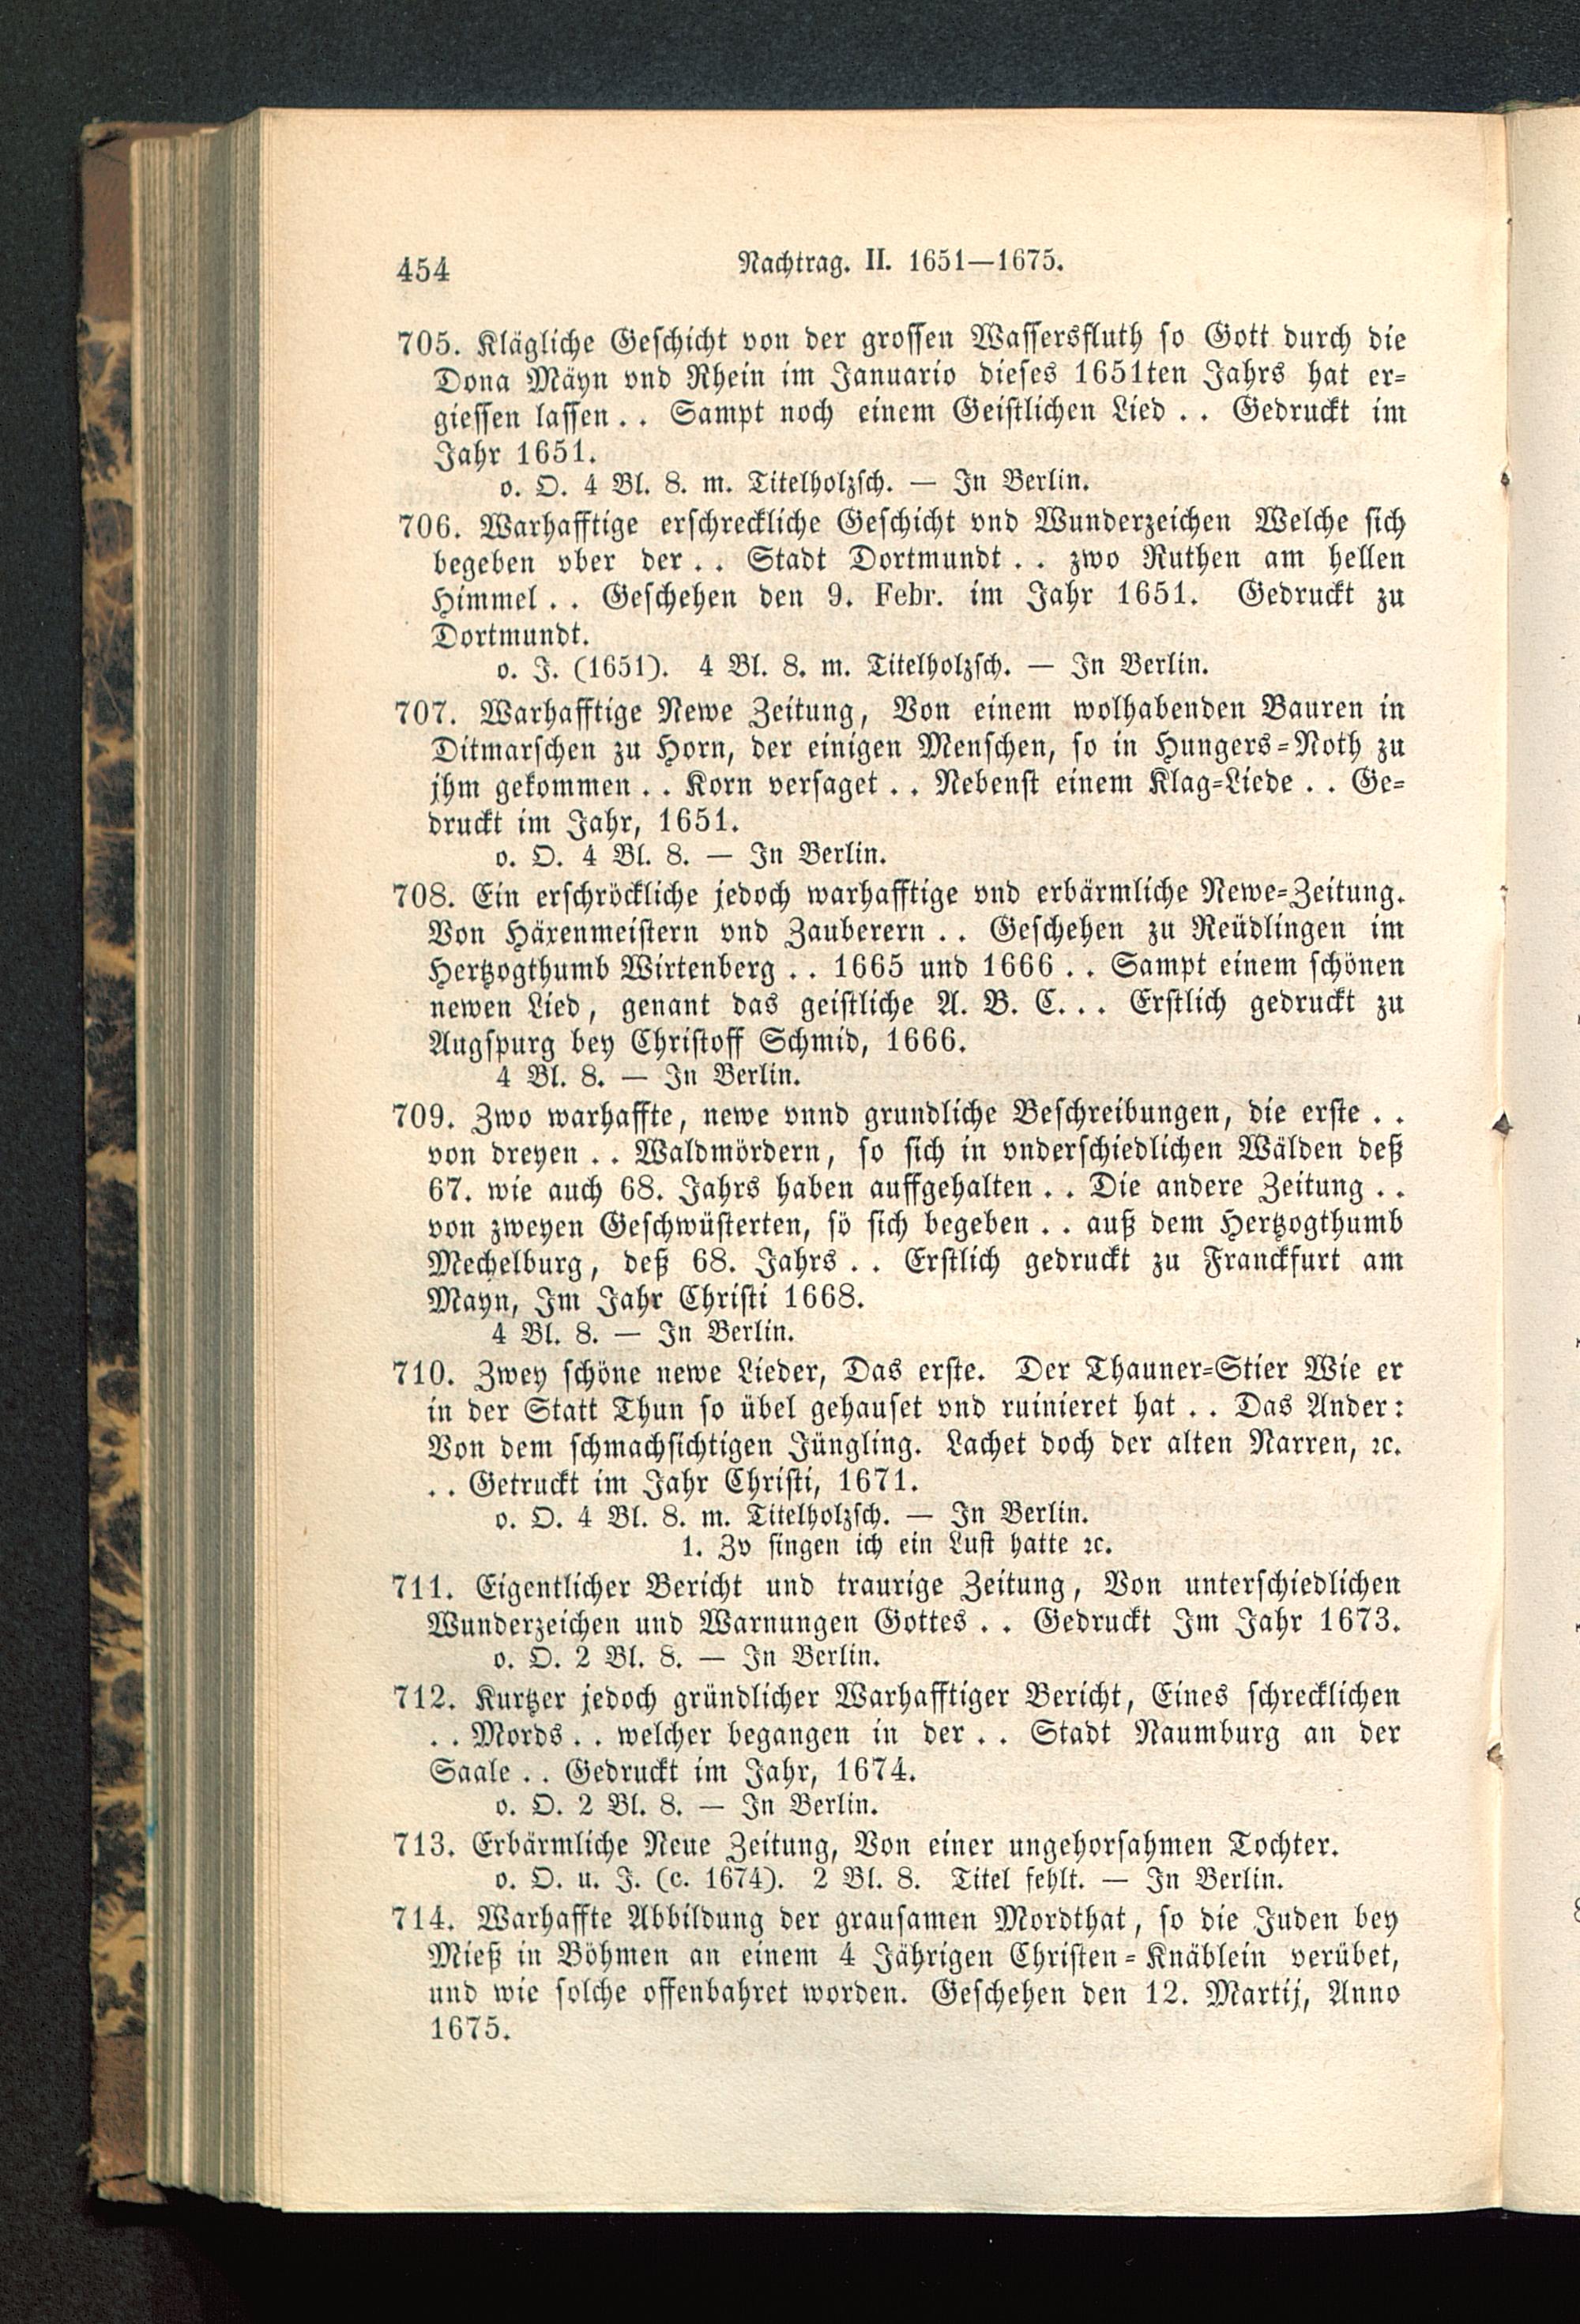 454
Nachtrag. II. 1651—1675.
705. Klägliche Geschicht von der grossen Wassersfluth so Gott durch die
Dona Mäyn vnd Rhein im Januario dieses 1651ten Jahrs hat er=
giessen lassen . . Sampt noch einem Geistlichen Lied . . Gedruckt im
Jahr 1651.
o. O. 4 Bl. 8. m. Titelholzsch. — In Berlin.
706. Warhafftige erschreckliche Geschicht vnd Wunderzeichen Welche sich
begeben vber der . . Stadt Dortmundt . . zwo Ruthen am hellen
Himmel . . Geschehen den 9. Febr. im Jahr 1651. Gedruckt zu
Dortmundt.
o. J. (1651). 4 Bl. 8. m. Titelholzsch. — In Berlin.
707. Warhafftige Newe Zeitung, Von einem wolhabenden Bauren in
Ditmarschen zu Horn, der einigen Menschen, so in Hungers=Noth zu
jhm gekommen . . Korn versaget . . Nebenst einem Klag=Liede . . Ge=
druckt im Jahr, 1651.
o. O. 4 Bl. 8. — In Berlin.
708. Ein erschröckliche jedoch warhafftige vnd erbärmliche Newe=Zeitung.
Von Häxenmeistern vnd Zauberern . . Geschehen zu Reüdlingen im
Hertzogthumb Wirtenberg . . 1665 und 1666 . . Sampt einem schönen
newen Lied, genant das geistliche A. B. C. . . Erstlich gedruckt zu
Augspurg bey Christoff Schmid, 1666.
4 Bl. 8. — In Berlin.
709. Zwo warhaffte, newe vnnd grundliche Beschreibungen, die erste . .
von dreyen . . Waldmördern, so sich in vnderschiedlichen Wälden deß
67. wie auch 68. Jahrs haben auffgehalten . . Die andere Zeitung . .
von zweyen Geschwüsterten, sö sich begeben . . auß dem Hertzogthumb
Mechelburg, deß 68. Jahrs . . Erstlich gedruckt zu Franckfurt am
Mayn, Im Jahr Christi 1668.
4 Bl. 8. — In Berlin.
710. Zwey schöne newe Lieder, Das erste. Der Thauner=Stier Wie er
in der Statt Thun so übel gehauset vnd ruinieret hat . . Das Ander:
Von dem schmachsichtigen Jüngling. Lachet doch der alten Narren, ꝛc.
. . Getruckt im Jahr Christi, 1671.
o. O. 4 Bl. 8. m. Titelholzsch. — In Berlin.
1. Zv singen ich ein Lust hatte ꝛc.
711. Eigentlicher Bericht und traurige Zeitung, Von unterschiedlichen
Wunderzeichen und Warnungen Gottes . . Gedruckt Im Jahr 1673.
o. O. 2 Bl. 8. — In Berlin.
712. Kurtzer jedoch gründlicher Warhafftiger Bericht, Eines schrecklichen
. . Mords . . welcher begangen in der . . Stadt Naumburg an der
Saale . . Gedruckt im Jahr, 1674.
o. O. 2 Bl. 8. — In Berlin.
713. Erbärmliche Neue Zeitung, Von einer ungehorsahmen Tochter.
o. O. u. J. (c. 1674). 2 Bl. 8. Titel fehlt. — In Berlin.
714. Warhaffte Abbildung der grausamen Mordthat, so die Juden bey
Mieß in Böhmen an einem 4 Jährigen Christen=Knäblein verübet,
und wie solche offenbahret worden. Geschehen den 12. Martij, Anno
1675.